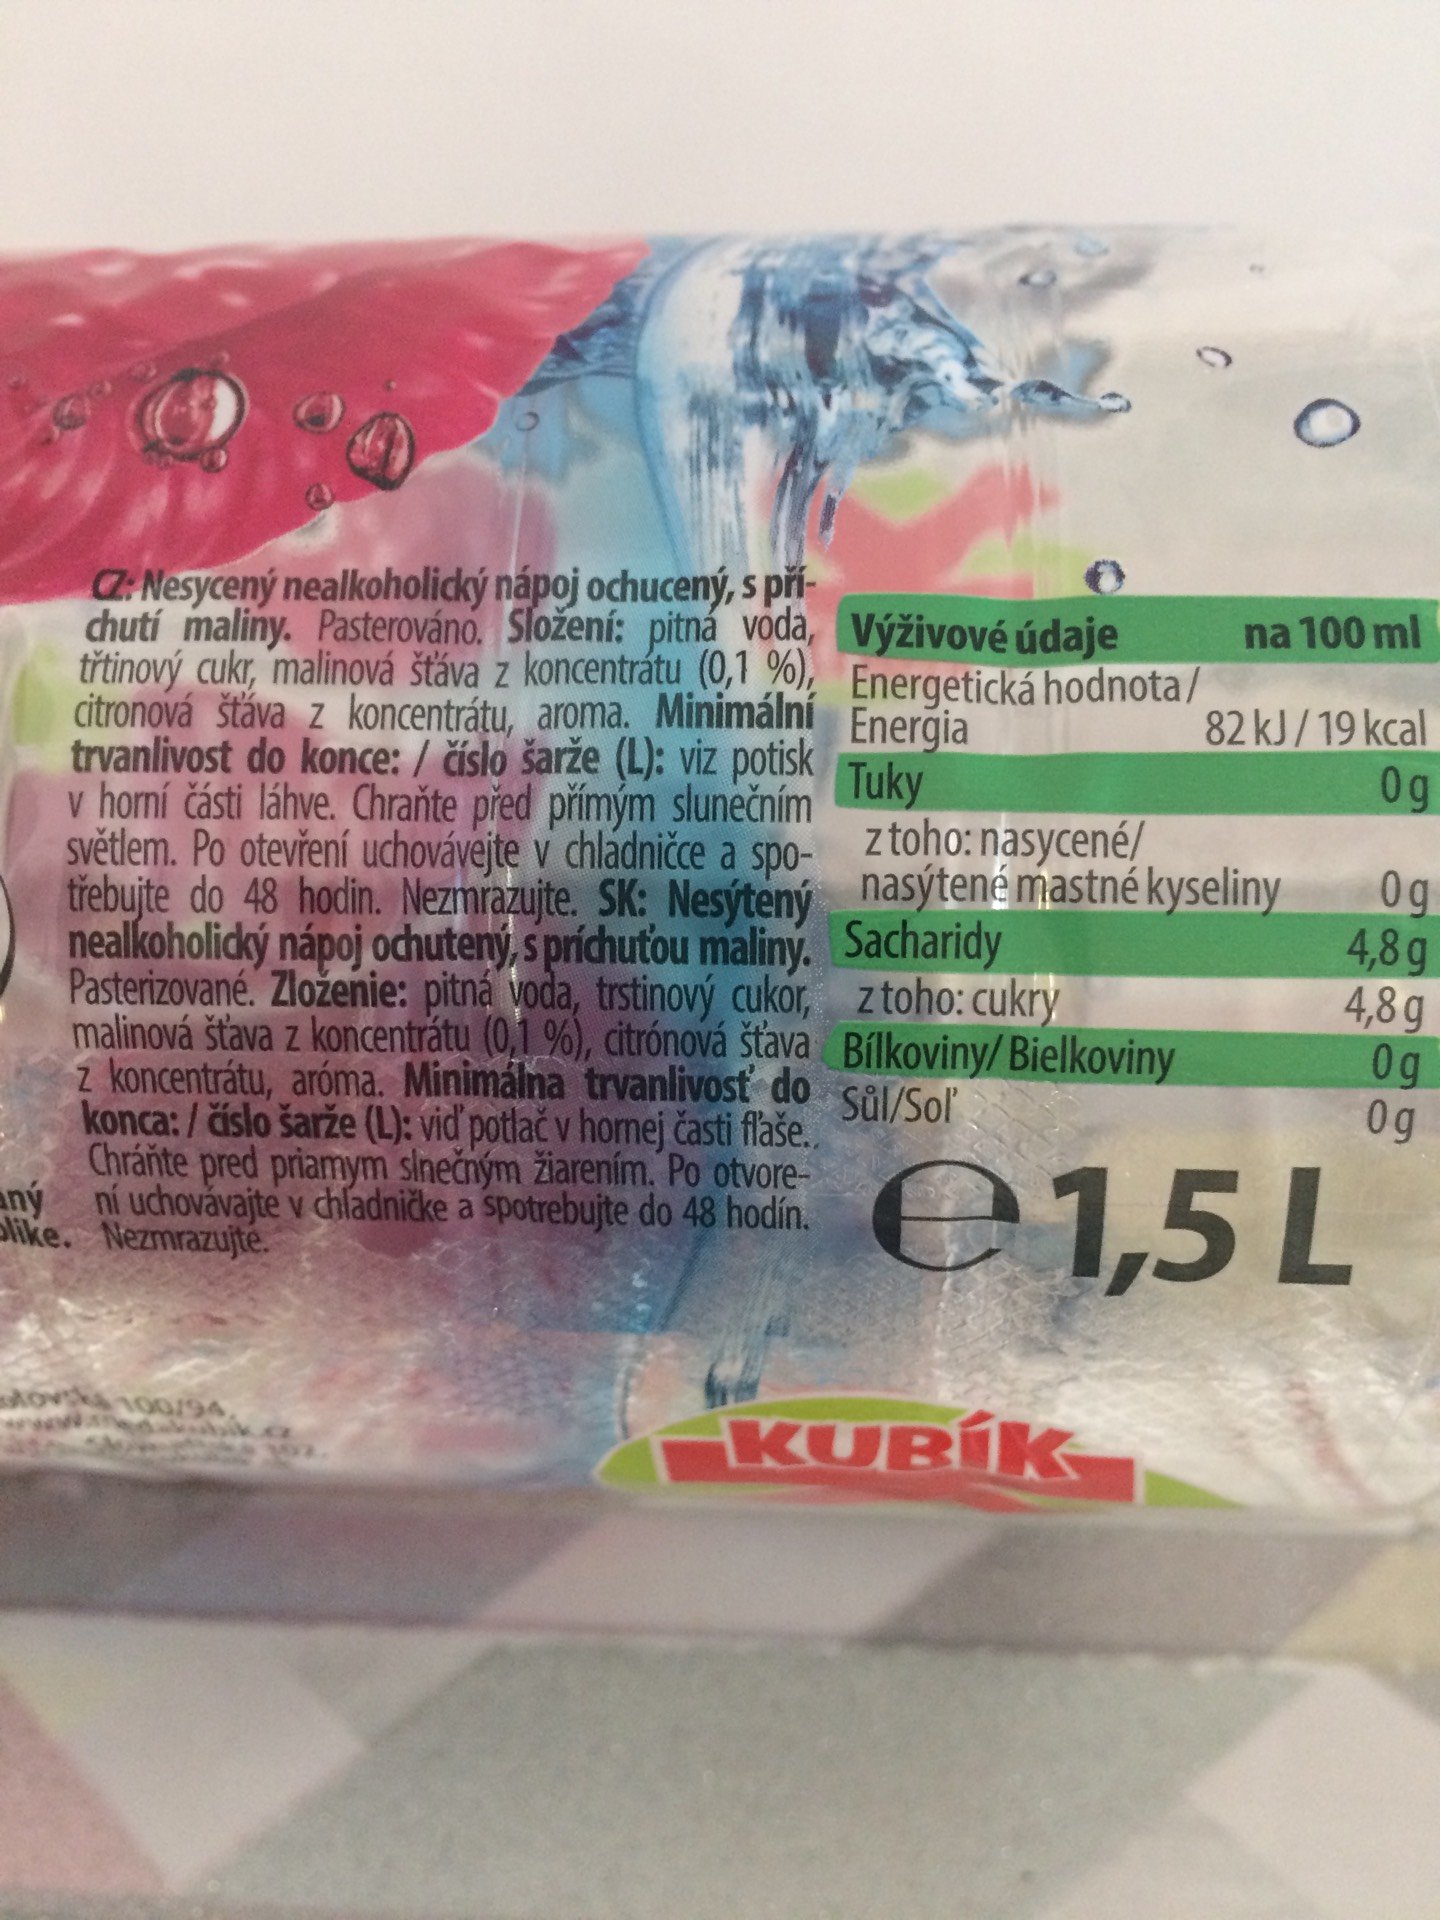 CZ: Nesycený nealkoholický nápoj ochucený, s pří-
chutí maliny. Pasterováno. Složení: pitná voda,
třtinový cukr, malinová šťáva z koncentrátu (0,1 %),
citronová šťáva z koncentrátu, aroma. Minimální
trvanlivost do konce: / číslo šarže (L): viz potisk
v horní části láhve. Chraňte před přímým slunečním
světlem. Po otevření uchovávejte v chladničce a spo-
třebujte do 48 hodin. Nezmrazujte. SK: Nesýtený
nealkoholický nápoj ochutený, s príchuťou maliny.
Pasterizované. Zloženie: pitná voda, trstinový cukor,
malinová šťava z koncentrátu (0,1 %), citrónová šťava
z koncentrátu, aróma. Minimálna trvanlivosť do
konca: / číslo šarže (L): viď potlač v hornej časti fľaše.
Chráňte pred priamym slnečným žiarením. Po otvore-
ní uchovávajte v chladničke a spotrebujte do 48 hodín.
Nezmrazujte.
Výživové údaje na 100 ml
Energetická hodnota/
Energia 82 kJ / 19 kcal
Tuky 0 g
z toho: nasycené/
nasýtené mastné kyseliny 0 g
Sacharidy 4,8 g
z toho: cukry 4,8 g
Bílkoviny/ Bielkoviny 0 g
Sůl/Soľ 0 g
e 1,5 L
100/94
KUBÍK